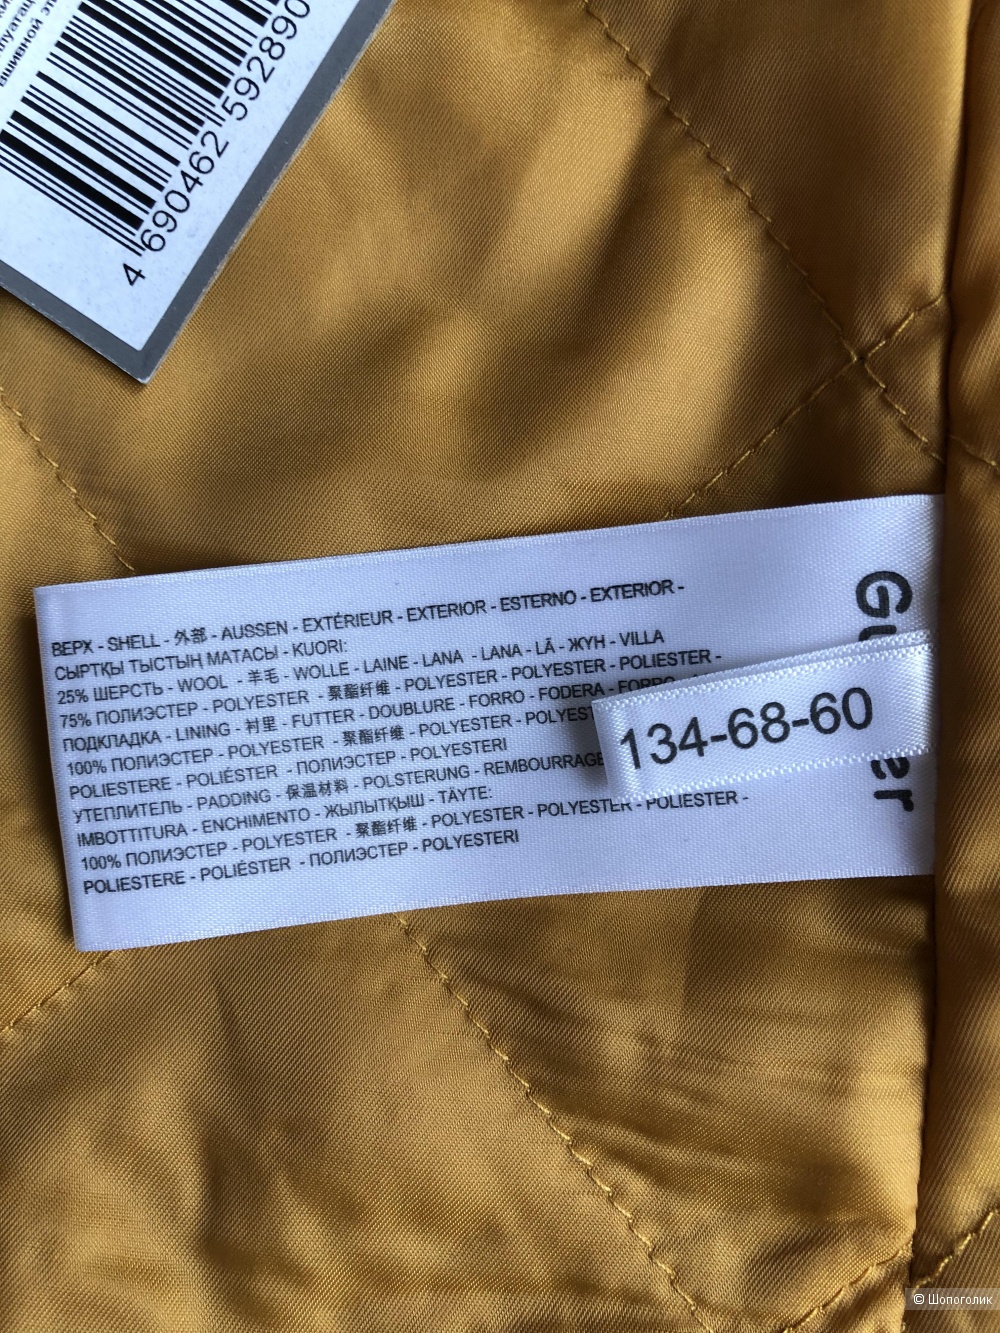 4 690462 592890
ВЕРХ - SHELL - 外部 - AUSSEN - EXTÉRIEUR - EXTERIOR - ESTERNO - EXTERIOR -
СЫРТҚЫ ТЫСТЫҢ МАТАСЫ - KUORI:
25% ШЕРСТЬ - WOOL - 羊毛 - WOLLE - LAINE - LANA - LANA - LÃ - ЖҮН - VILLA
75% ПОЛИЭСТЕР - POLYESTER - 聚酯纤维 - POLYESTER - POLYESTER - POLIESTER -
ПОДКЛАДКА - LINING - 衬里 - FUTTER - DOUBLURE - FORRO - FODERA - FORRO
100% ПОЛИЭСТЕР - POLYESTER - 聚酯纤维 - POLYESTER -
POLIESTERE - POLIÉSTER - ПОЛИЭСТЕР - POLYESTERI
УТЕПЛИТЕЛЬ - PADDING - 保温材料 - POLSTERUNG - REMBOURRAGE
IMBOTTITURA - ENCHIMENTO - ЖЫЛЫТҚЫШ - TÄYTE:
100% ПОЛИЭСТЕР - POLYESTER - 聚酯纤维 - POLYESTER - POLYESTER - POLIESTER -
POLIESTERE - POLIÉSTER - ПОЛИЭСТЕР - POLYESTERI
134-68-60
© Шопоголик